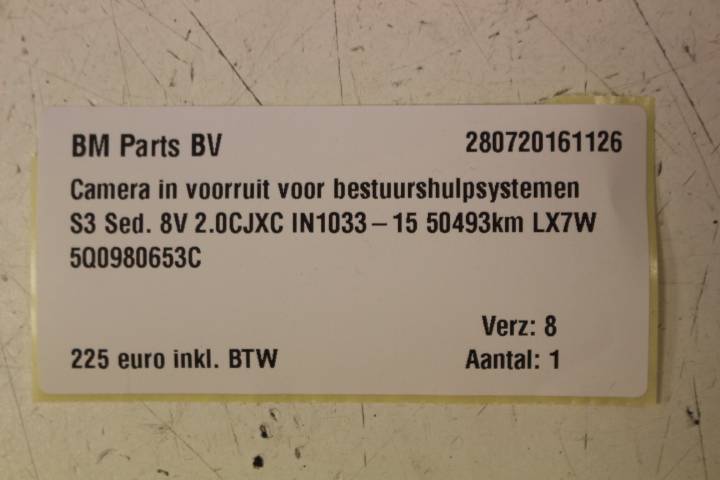 BM Parts BV 280720161126
Camera in voorruit voor bestuurshulpsystemen
S3 Sed. 8V 2.0CJXC IN1033-15 50493km LX7W
5Q0980653C
Verz: 8
225 euro inkl. BTW Aantal: 1